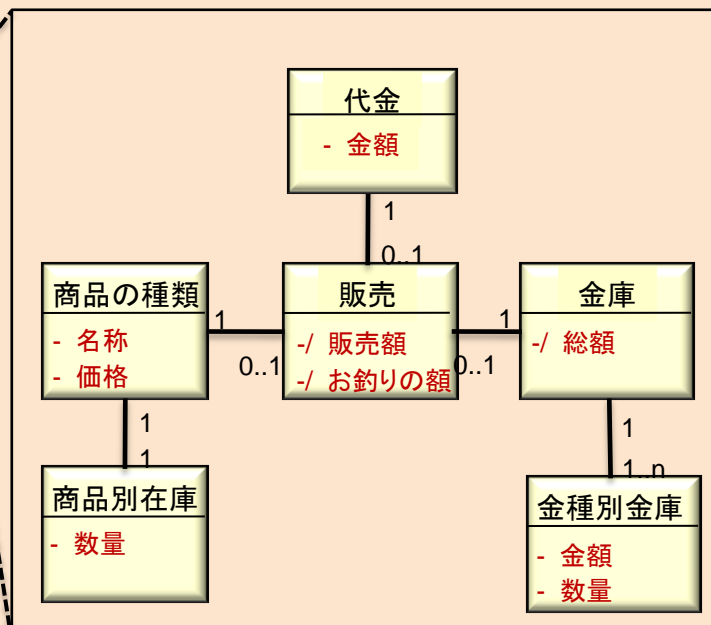 代金
- 金額
1
0..1
商品の種類
- 名称
- 価格
1
0..1
販売
-/ 販売額
-/ お釣りの額
1
0..1
金庫
-/ 総額
1
1
商品別在庫
- 数量
1
1..n
金種別金庫
- 金額
- 数量